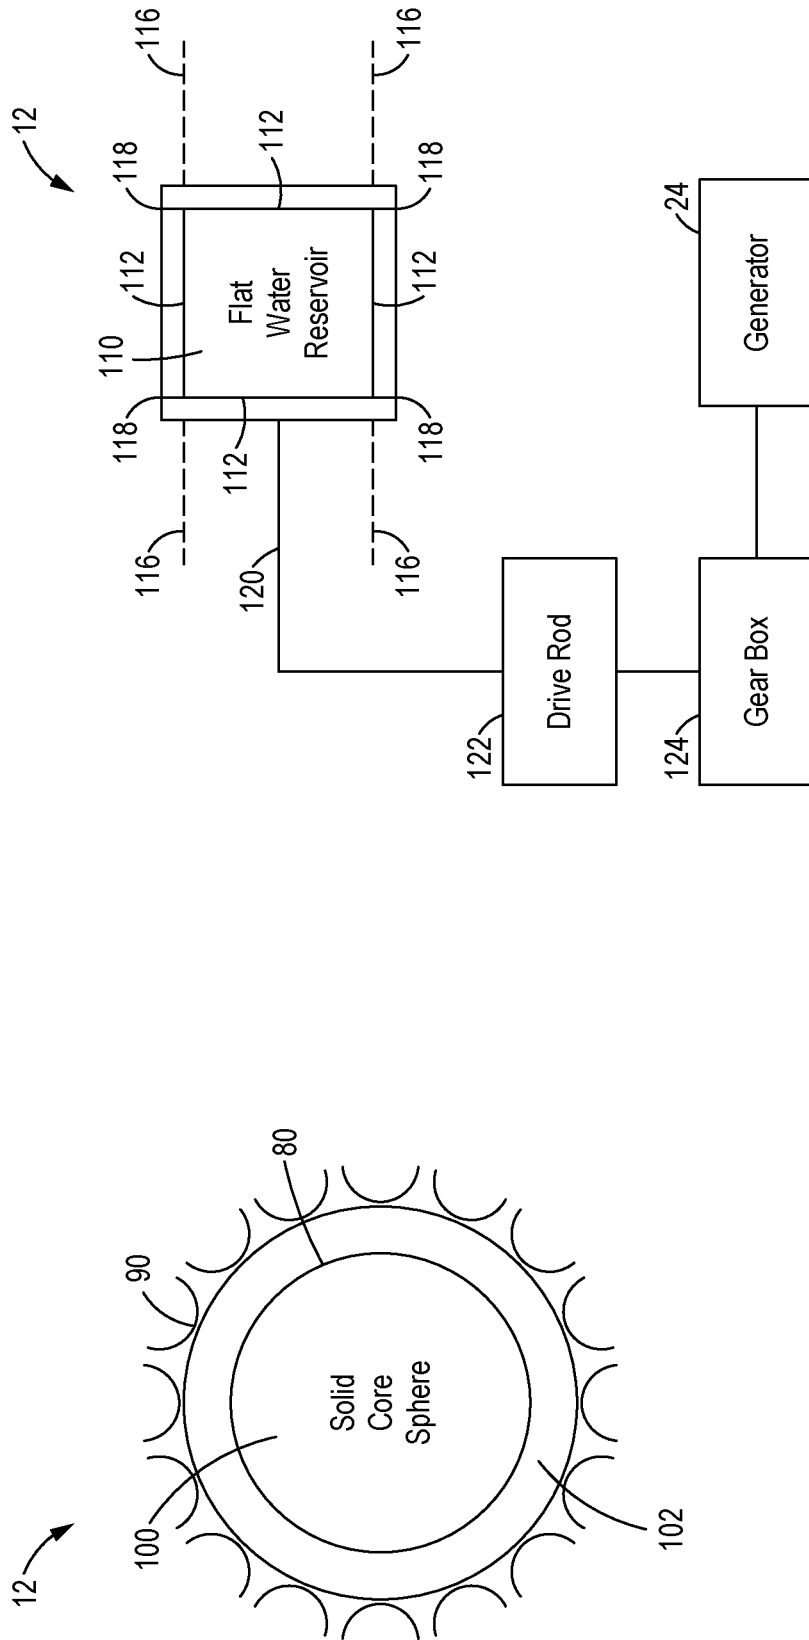 12
90
100
80
Solid
Core
Sphere
102
12
116
118
112
118
116
110
112
112
Flat
Water
Reservoir
120
116
118
112
118
116
122
Drive Rod
124
24
Gear Box
Generator